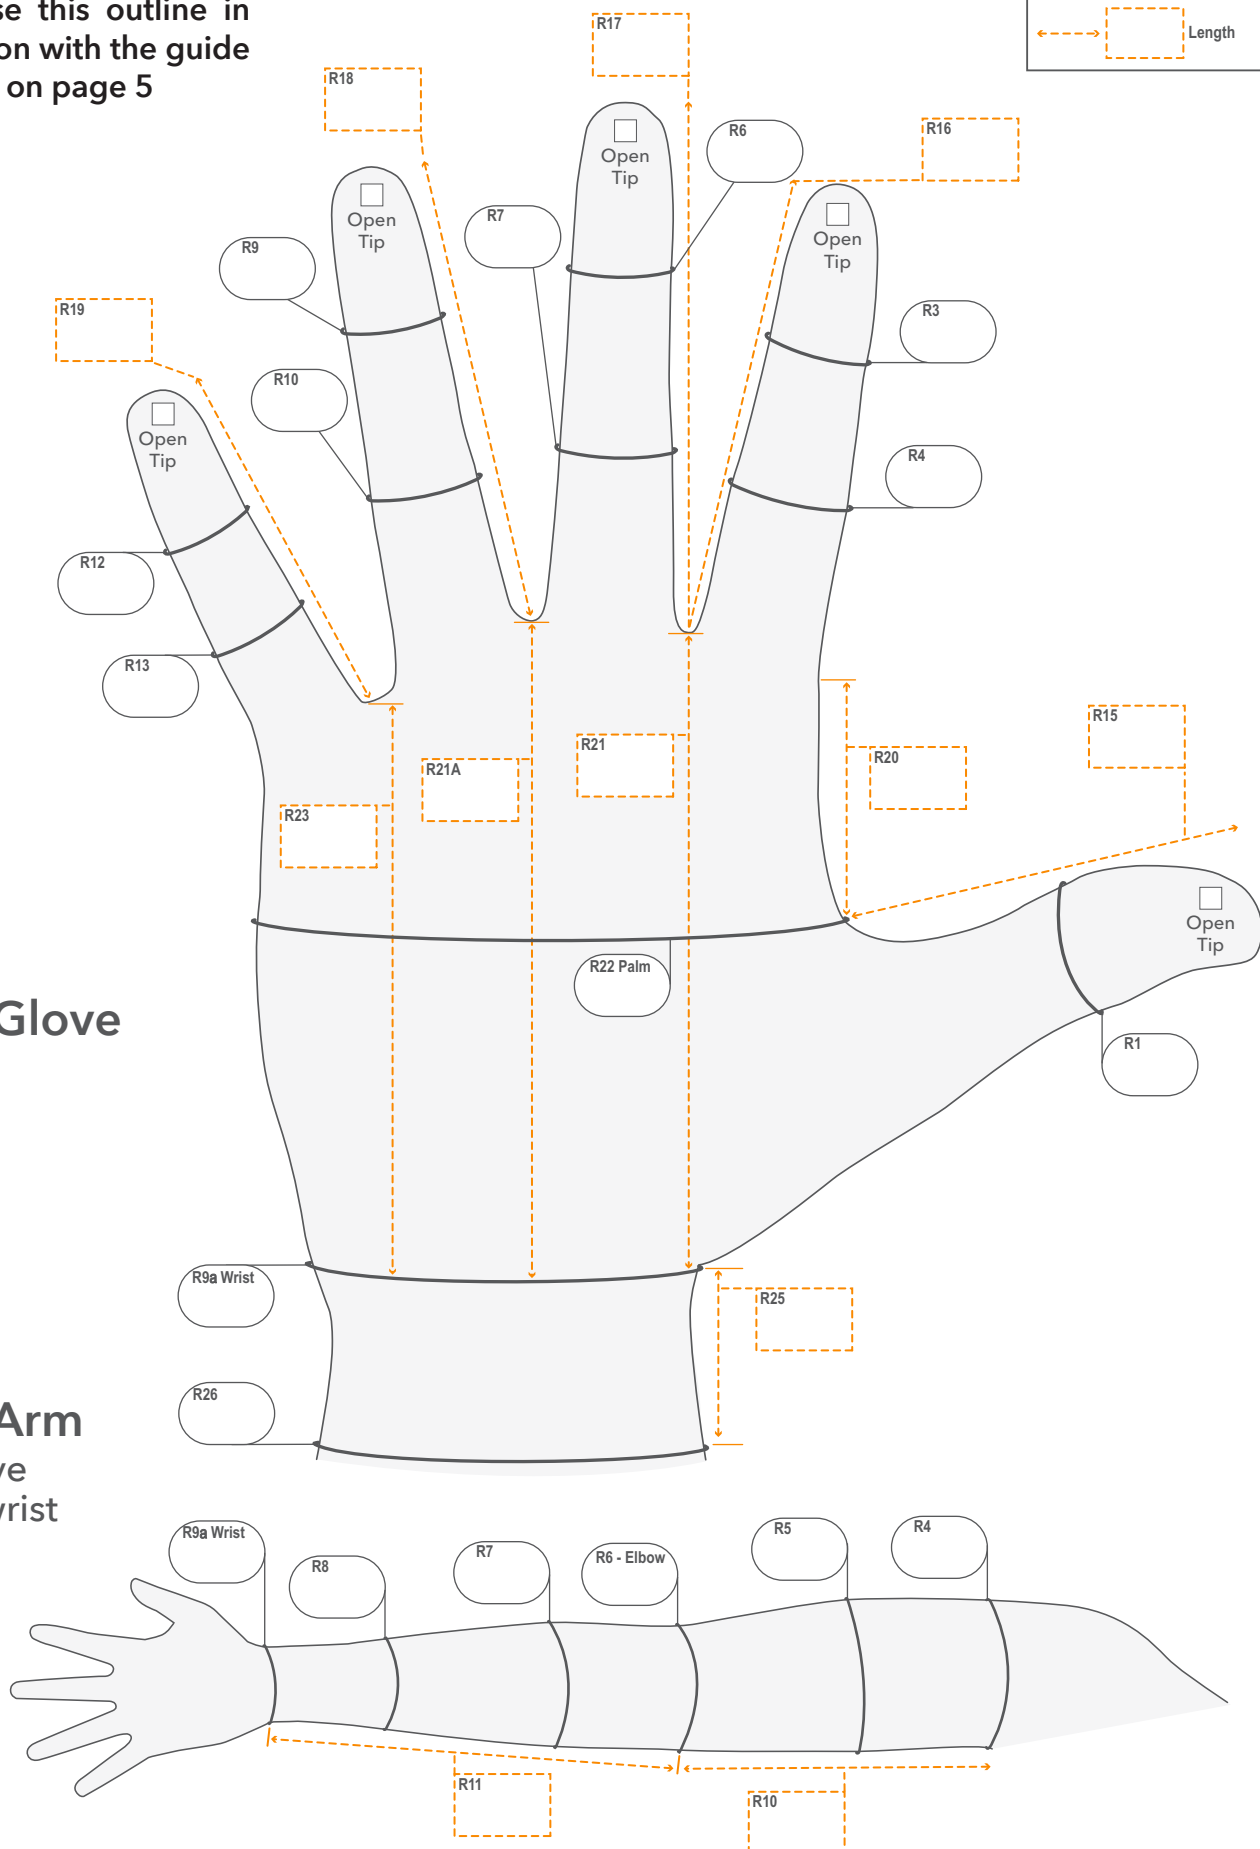 se this outline in
on with the guide
on page 5
R17
Length
R18
R16
Open
Tip
R6
R7
Open
Tip
Open
Tip
R9
R19
R3
R10
R4
Open
Tip
R12
R13
R15
R21
R20
R21A
R23
Open
Tip
R22 Palm
Glove
R1
R9a Wrist
R25
R26
Arm
ve
wrist
R9a Wrist
R8
R7
R6 - Elbow
R5
R4
R11
R10